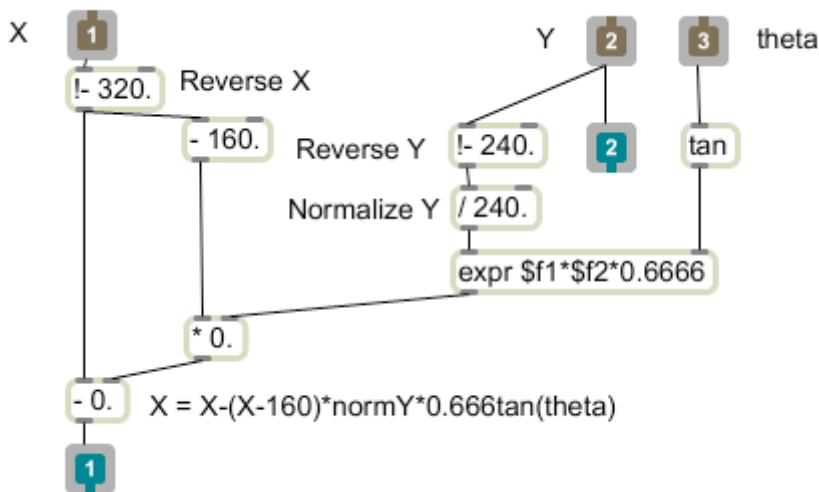 X
1
Y
2
3
theta
!- 320.
Reverse X
- 160.
Reverse Y
!- 240.
2
tan
Normalize Y
/ 240.
expr $f1*$f2*0.6666
* 0.
- 0.
X = X-(X-160)*normY*0.666tan(theta)
1